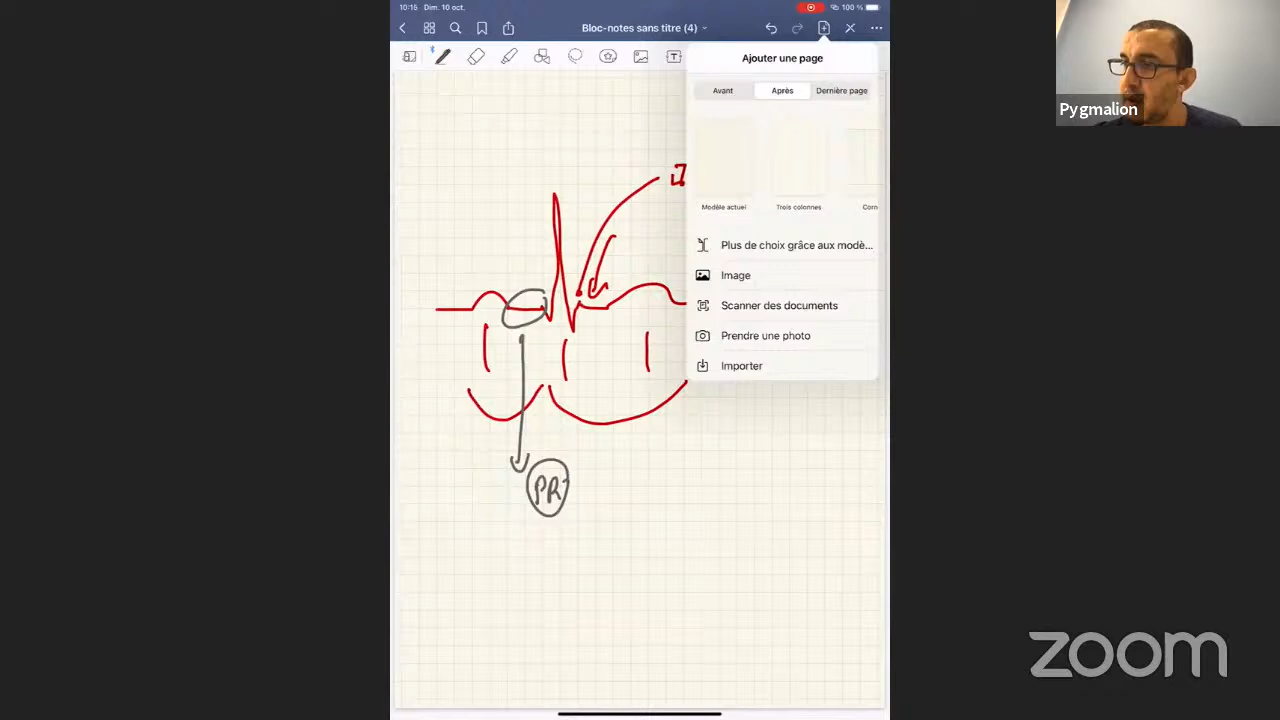 10:15 Dim. 10 oct.
100 %
Bloc-notes sans titre (4)
Ajouter une page
Avant Après Dernière page
Modèle actuel Trois colonnes Corn
Plus de choix grâce aux modè...
Image
Scanner des documents
Prendre une photo
Importer
T
PR
Pygmalion
zoom